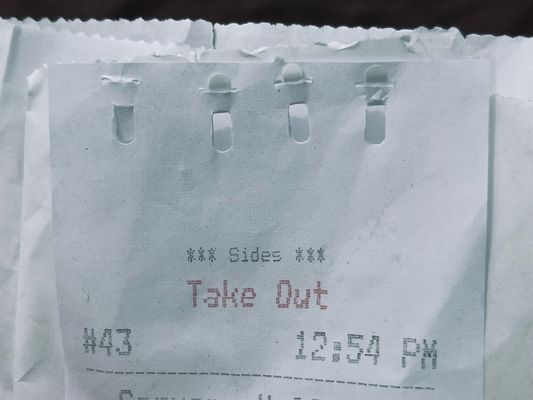 *** Sides ***
Take Out
#43 12:54 PM